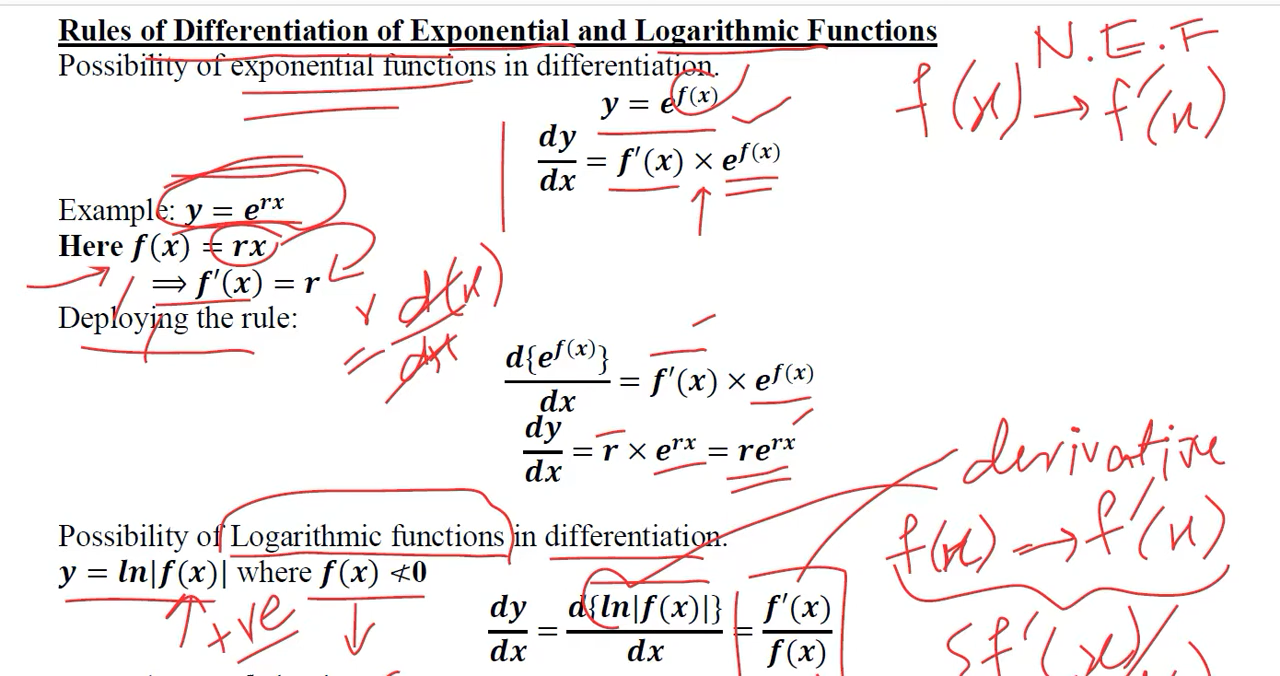 Rules of Differentiation of Exponential and Logarithmic Functions
N.E.F
Possibility of exponential functions in differentiation.
f(x) → f'(x)
y = e^{f(x)}
dy/dx = f'(x) × e^{f(x)}
Example: y = e^{rx}
Here f(x) = rx
⟹ f'(x) = r
= r d(x)/dx
Deploying the rule:
d{e^{f(x)}}/dx = f'(x) × e^{f(x)}
dy/dx = r × e^{rx} = re^{rx}
derivative
f(x) ⟹ f'(x)
Possibility of Logarithmic functions in differentiation.
y = ln|f(x)| where f(x) ≮0
+ve
dy/dx = d{ln|f(x)|}/dx = f'(x)/f(x)